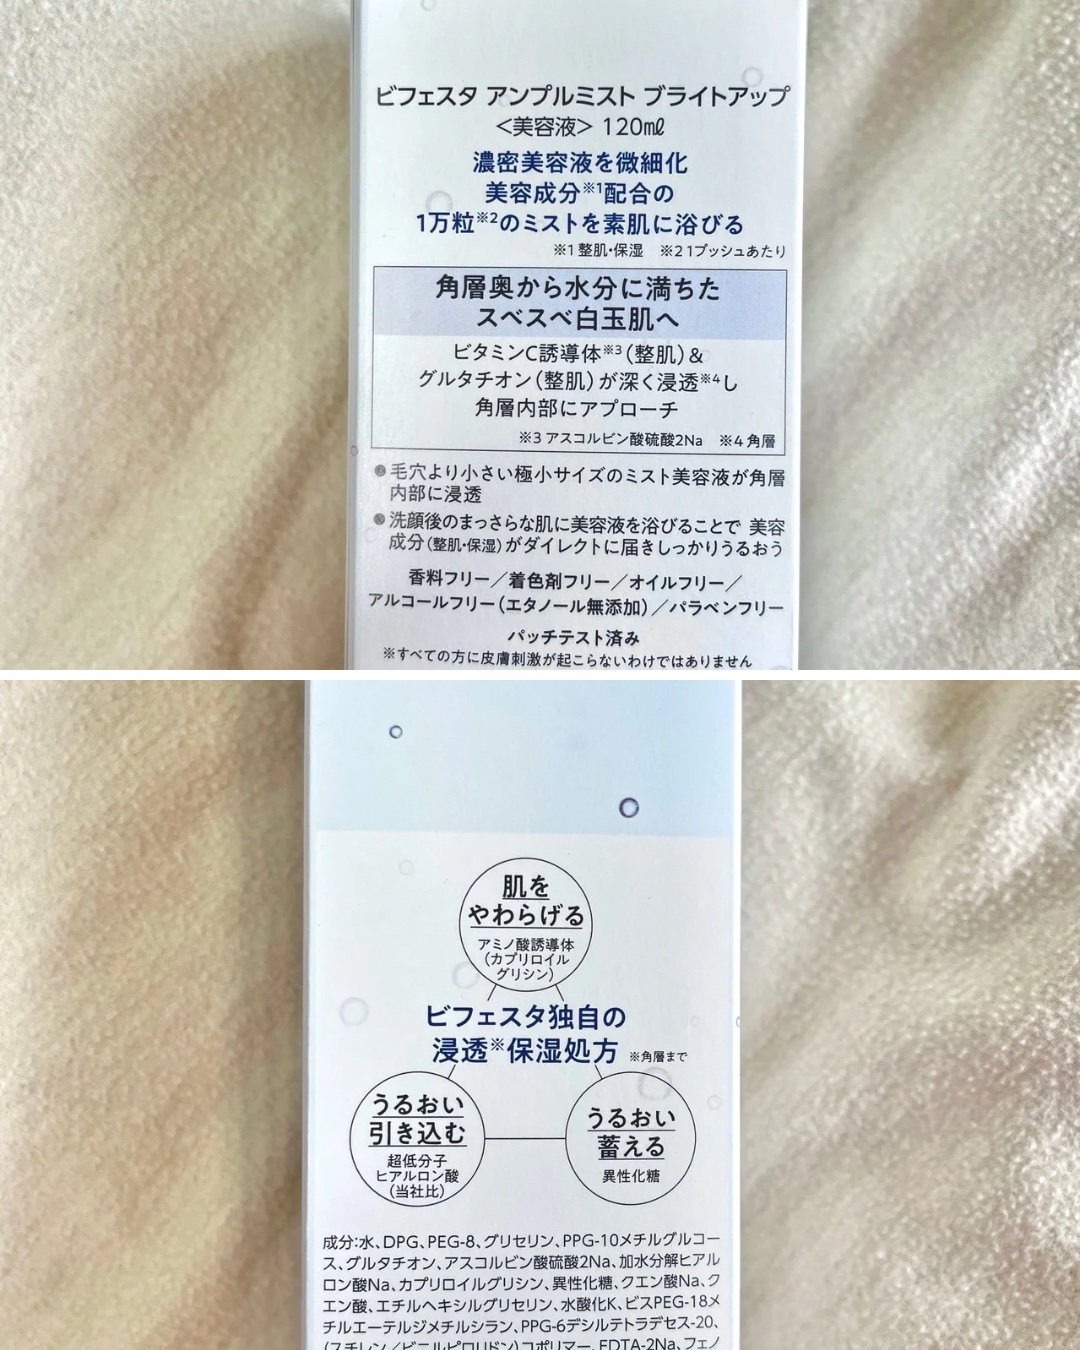 ビフェスタ アンプルミスト ブライトアップ
＜美容液＞ 120㎖
濃密美容液を微細化
美容成分※1配合の
1万粒※2のミストを素肌に浴びる
※1 整肌・保湿　※2 1プッシュあたり
角層奥から水分に満ちた
スベスベ白玉肌へ
ビタミンC誘導体※3（整肌）＆
グルタチオン（整肌）が深く浸透※4し
角層内部にアプローチ
※3 アスコルビン酸硫酸2Na　※4 角層
●毛穴より小さい極小サイズのミスト美容液が角層
内部に浸透
●洗顔後のまっさらな肌に美容液を浴びることで 美容
成分（整肌・保湿）がダイレクトに届きしっかりうるおう
香料フリー／着色剤フリー／オイルフリー／
アルコールフリー（エタノール無添加）／パラベンフリー
パッチテスト済み
※すべての方に皮膚刺激が起こらないわけではありません
肌を
やわらげる
アミノ酸誘導体
（カプリロイル
グリシン）
ビフェスタ独自の
浸透※保湿処方 ※角層まで
うるおい
引き込む
超低分子
ヒアルロン酸
（当社比）
うるおい
蓄える
異性化糖
成分：水、DPG、PEG-8、グリセリン、PPG-10メチルグルコー
ス、グルタチオン、アスコルビン酸硫酸2Na、加水分解ヒアル
ロン酸Na、カプリロイルグリシン、異性化糖、クエン酸Na、ク
エン酸、エチルヘキシルグリセリン、水酸化K、ビスPEG-18メ
チルエーテルジメチルシラン、PPG-6デシルテトラデセス-20、
（スチレン／ビニルピロリドン）コポリマー、EDTA-2Na、フェノ